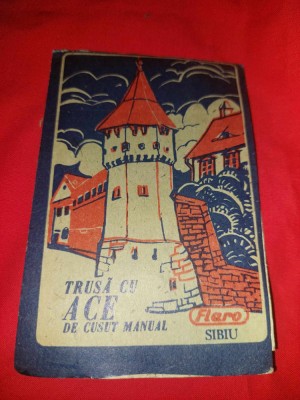 TRUSĂ CU
ACE
DE CUSUT MANUAL
Flaro
SIBIU